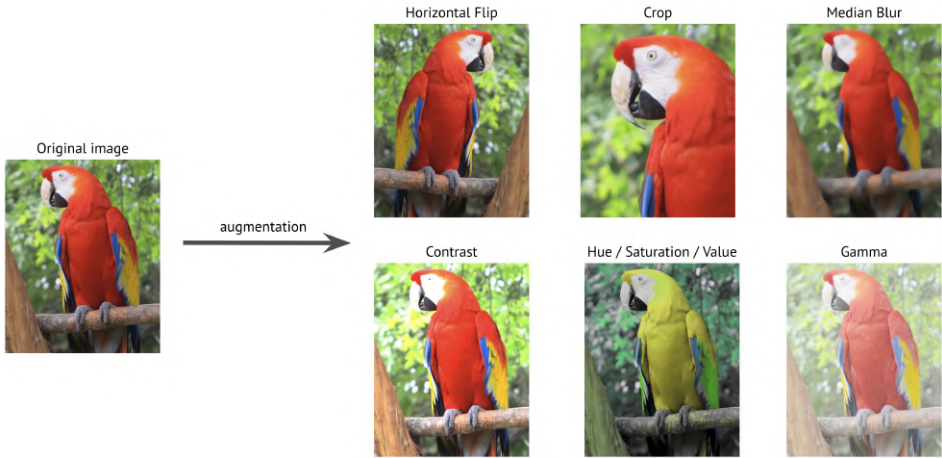 Horizontal Flip
Crop
Median Blur
Original image
augmentation
Contrast
Hue / Saturation / Value
Gamma